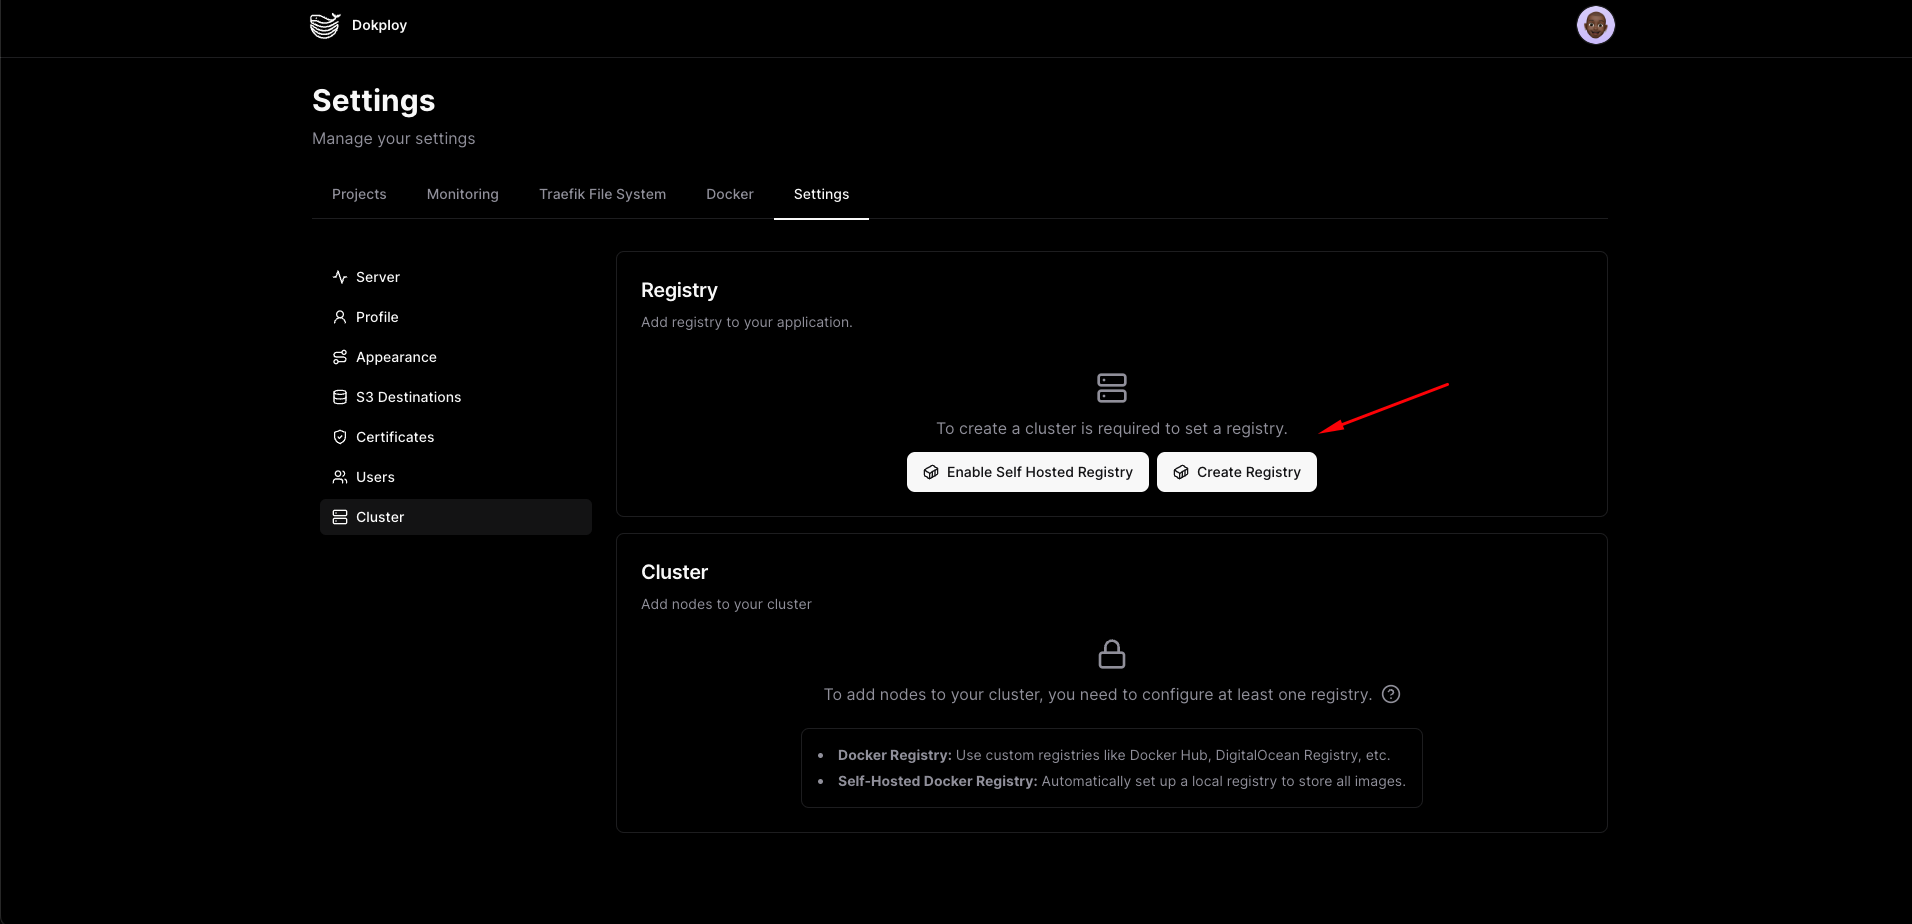 Dokploy
Settings
Manage your settings
Projects
Monitoring
Traefik File System
Docker
Settings
Server
Profile
Appearance
S3 Destinations
Certificates
Users
Cluster
Registry
Add registry to your application.
To create a cluster is required to set a registry.
Enable Self Hosted Registry
Create Registry
Cluster
Add nodes to your cluster
To add nodes to your cluster, you need to configure at least one registry.
• Docker Registry: Use custom registries like Docker Hub, DigitalOcean Registry, etc.
• Self-Hosted Docker Registry: Automatically set up a local registry to store all images.